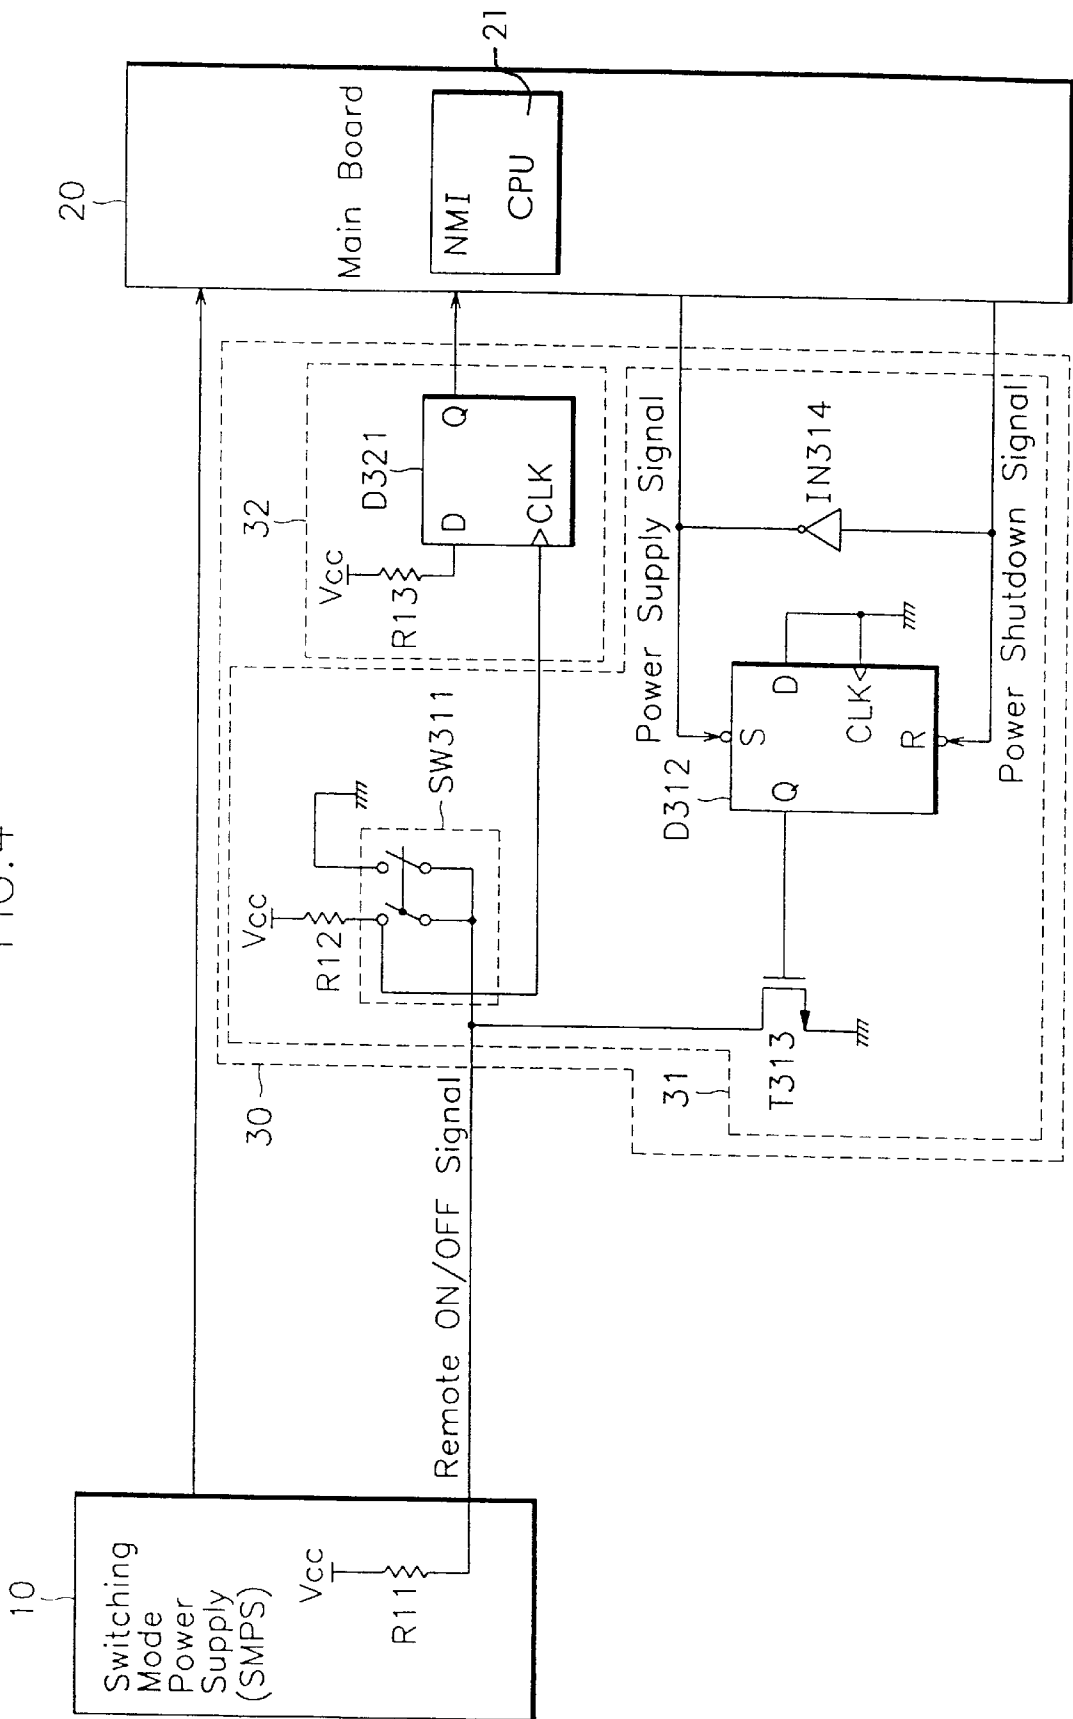 FIG.4
10
Switching
Mode
Power
Supply
(SMPS)
Vcc
R11
Remote ON/OFF Signal
30
31
Vcc
R12
SW311
T313
32
Vcc
R13
D321
D
Q
CLK
D312
Q
S
D
CLK
R
Power Supply Signal
IN314
Power Shutdown Signal
20
Main Board
NMI
CPU
21